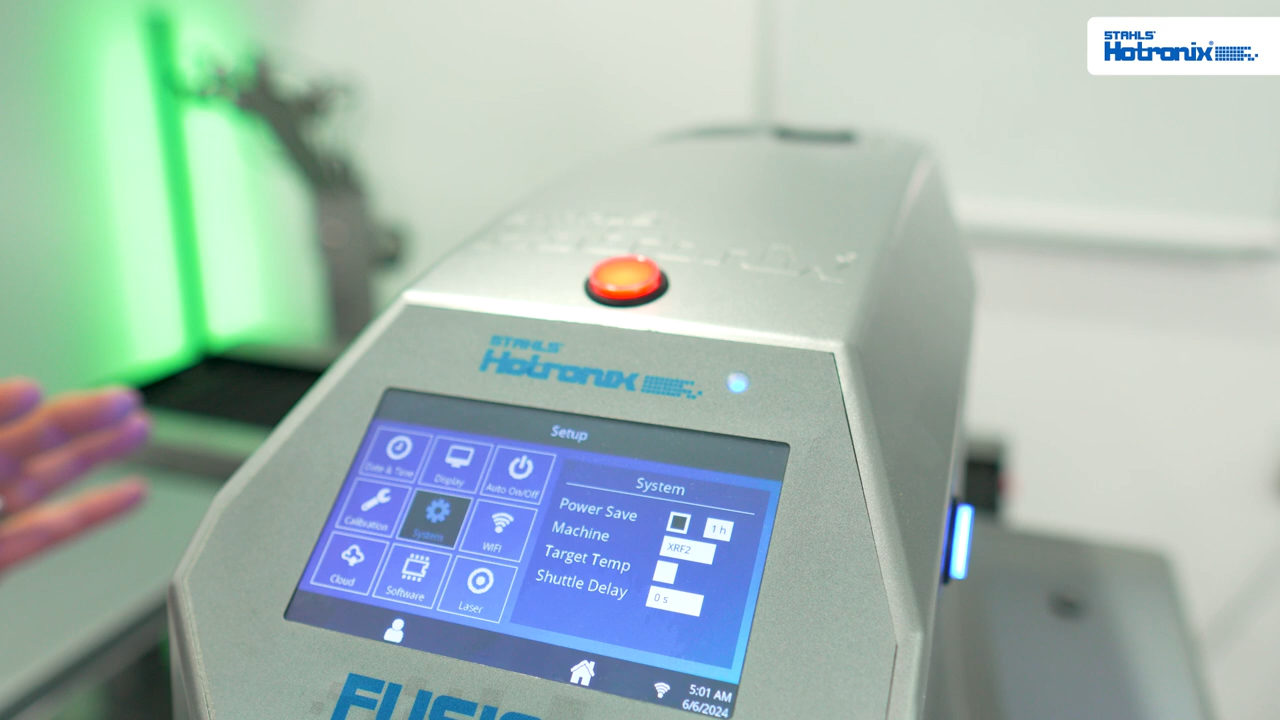 STAHLS'
Hotronix®
STAHLS'
Hotronix
Setup
Date & Time
Display
Auto On/Off
Calibration
System
WIFI
Cloud
Software
Laser
System
Power Save
1 h
Machine
XRF2
Target Temp
Shuttle Delay
0 s
5:01 AM
6/6/2024